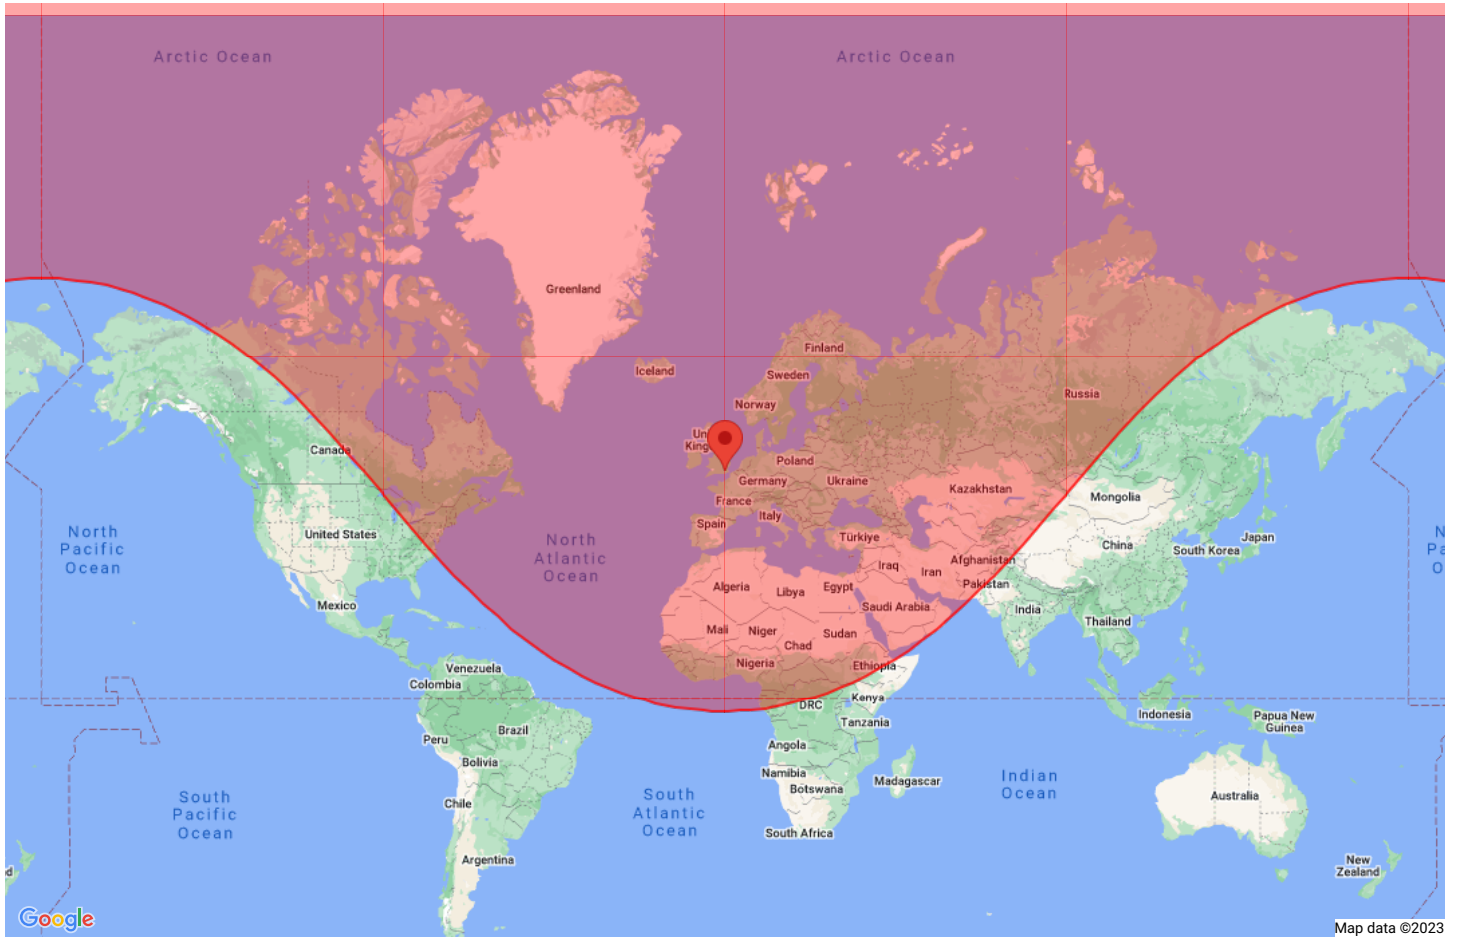 Arctic Ocean
Arctic Ocean
Greenland
Finland
Iceland
Sweden
Russia
Norway
Un
King
Canada
Poland
Germany
Ukraine
Kazakhstan
Mongolia
France
Italy
Spain
North
Pacific
Ocean
United States
North
Atlantic
Ocean
Türkiye
Japan
South Korea
China
N
Pa
O
Afghanistan
Iraq
Iran
Pakistan
Algeria
Libya
Egypt
Mexico
Saudi Arabia
India
Thailand
Mali
Niger
Sudan
Chad
Nigeria
Ethiopia
Venezuela
Colombia
Kenya
DRC
Indonesia
Papua New
Guinea
Tanzania
Brazil
Peru
Angola
Bolivia
Namibia
Botswana
Madagascar
Indian
Ocean
South
Pacific
Ocean
Chile
South
Atlantic
Ocean
Australia
South Africa
Argentina
New
Zealand
d
Google
Map data ©2023